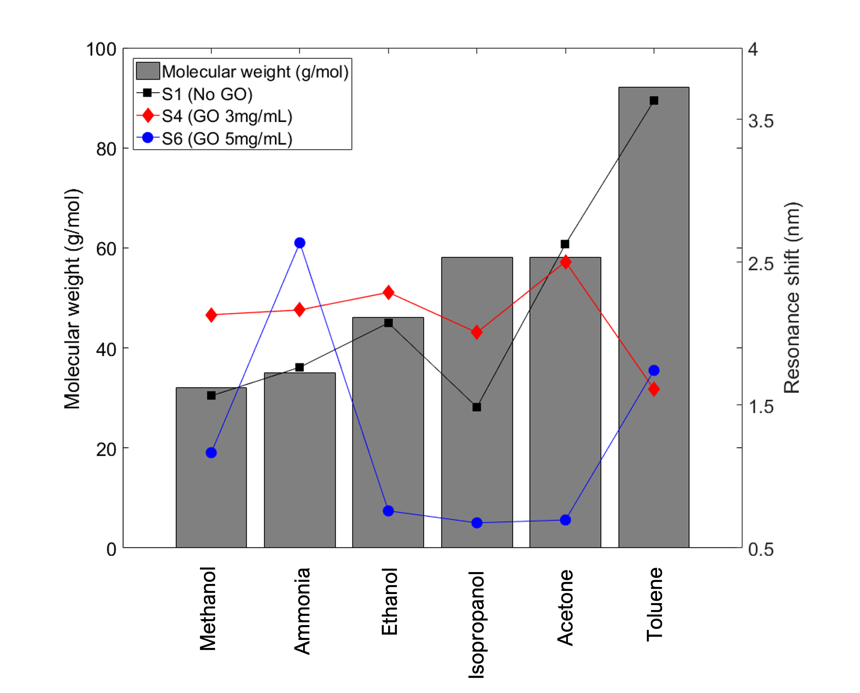 100
80
60
40
20
0
Molecular weight (g/mol)
Molecular weight (g/mol)
S1 (No GO)
S4 (GO 3mg/mL)
S6 (GO 5mg/mL)
4
3.5
2.5
1.5
0.5
Resonance shift (nm)
Methanol
Ammonia
Ethanol
Isopropanol
Acetone
Toluene